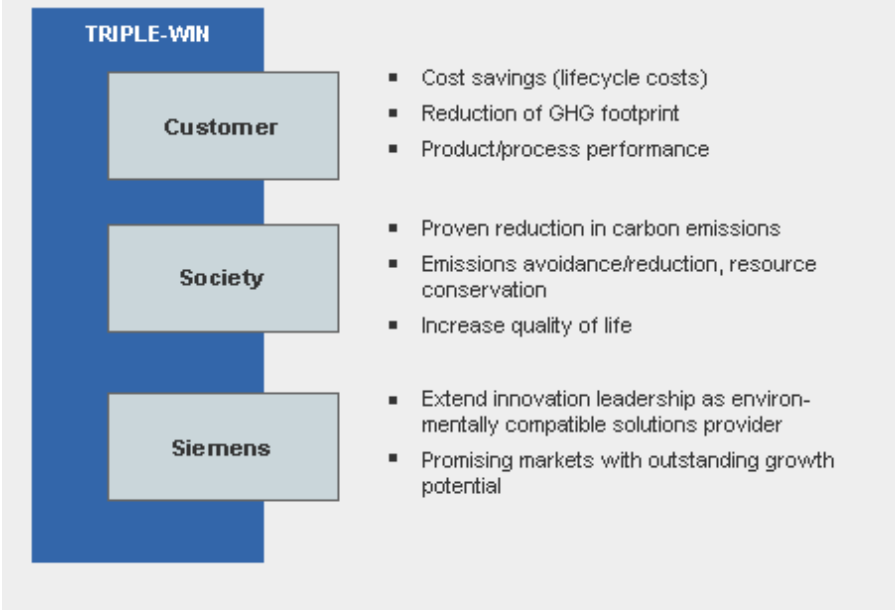 TRIPLE-WIN
Customer
▪ Cost savings (lifecycle costs)
▪ Reduction of GHG footprint
▪ Product/process performance
Society
▪ Proven reduction in carbon emissions
▪ Emissions avoidance/reduction, resource
conservation
▪ Increase quality of life
Siemens
▪ Extend innovation leadership as environ-
mentally compatible solutions provider
▪ Promising markets with outstanding growth
potential